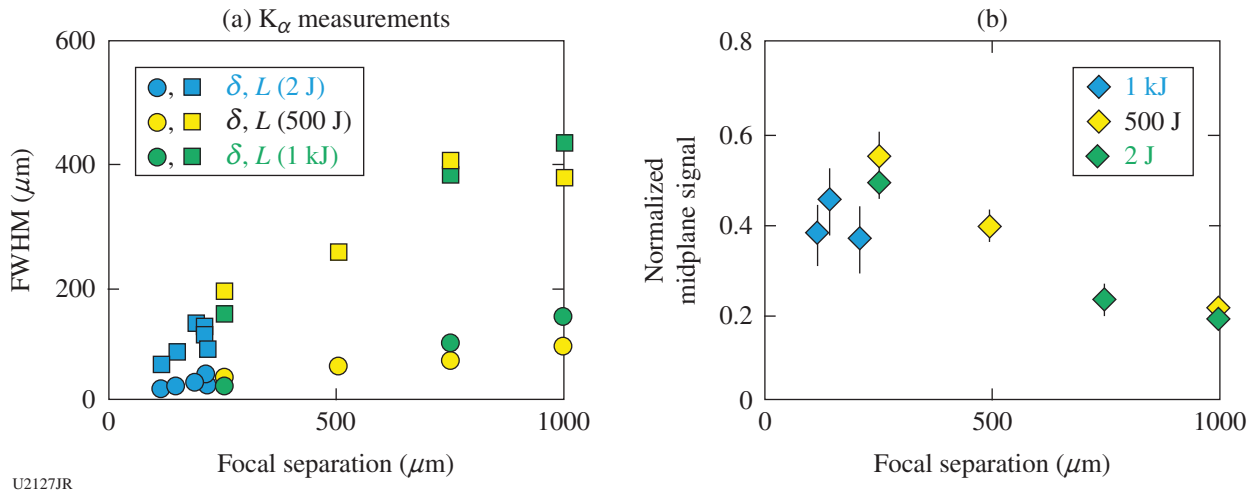 (a) Kα measurements
600
400
200
0
FWHM (μm)
δ, L (2 J)
δ, L (500 J)
δ, L (1 kJ)
0
500
1000
Focal separation (μm)
(b)
0.8
0.6
0.4
0.2
0
Normalized
midplane signal
1 kJ
500 J
2 J
0
500
1000
Focal separation (μm)
U2127JR